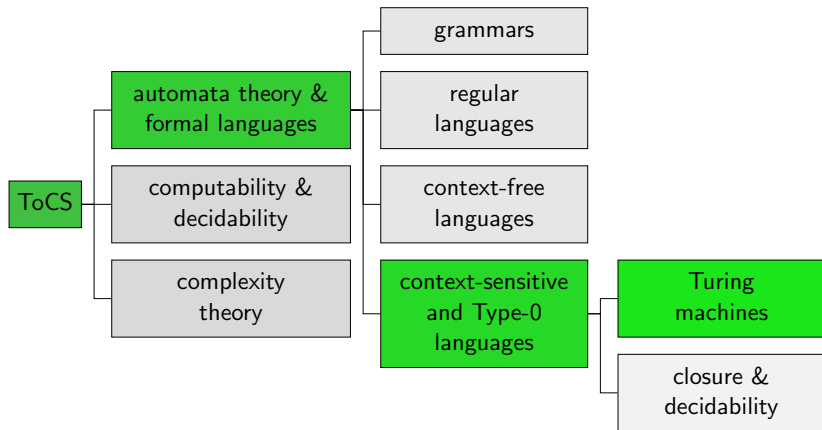 ToCS
automata theory &
formal languages
computability &
decidability
complexity
theory
grammars
regular
languages
context-free
languages
context-sensitive
and Type-0
languages
Turing
machines
closure &
decidability